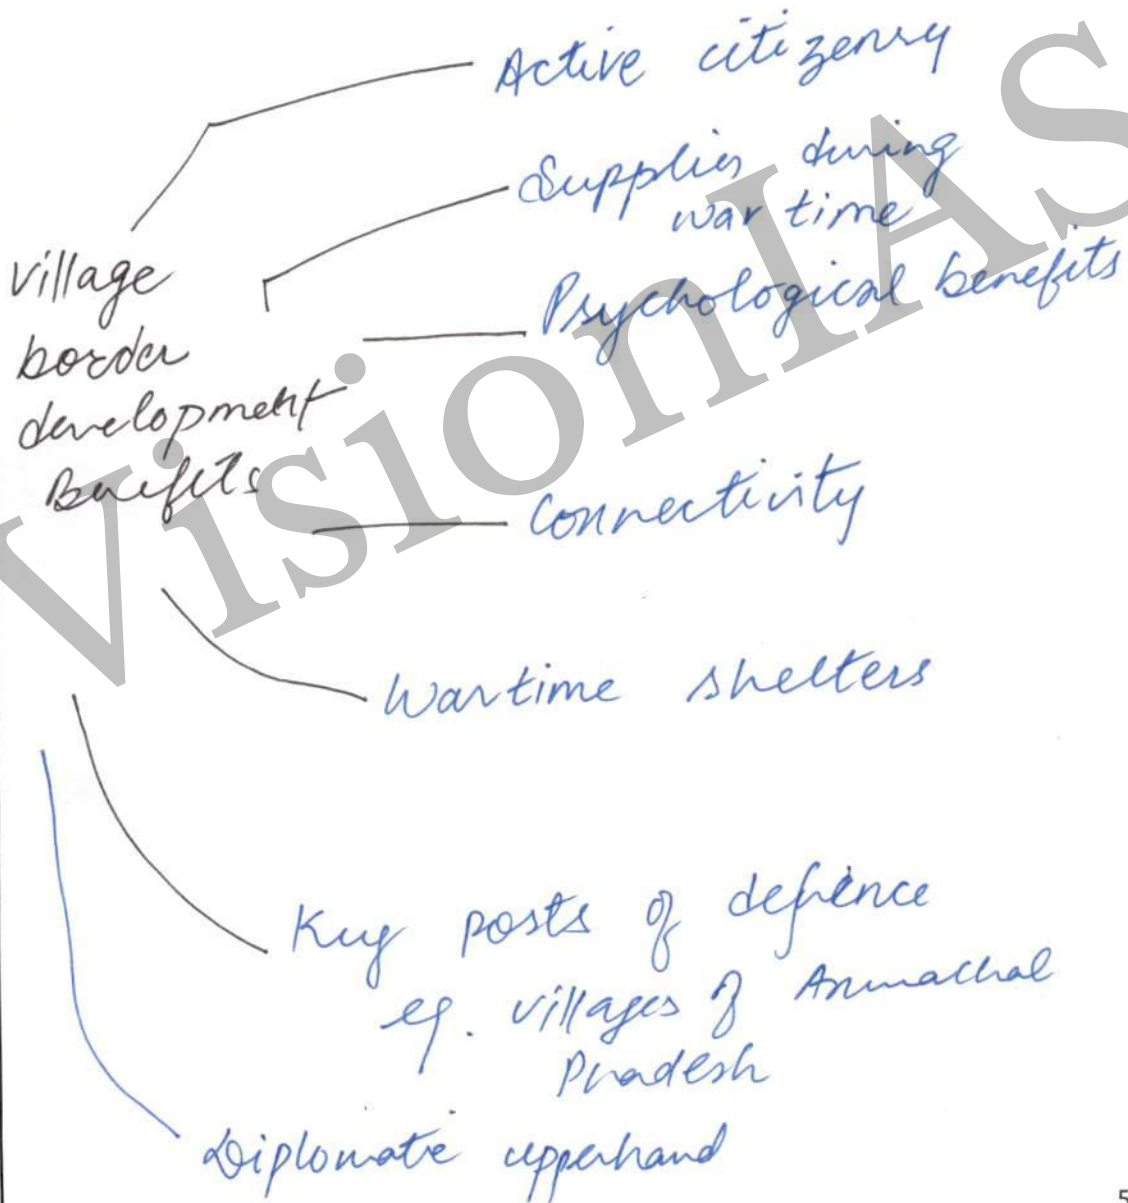 Active citizenry
Supplies during
war time
Psychological benefits
village
border
development
Benefits
Connectivity
Wartime shelters
Key posts of defence
eg. villages of Arunachal
Pradesh
Diplomatic upperhand
VisionIAS
5